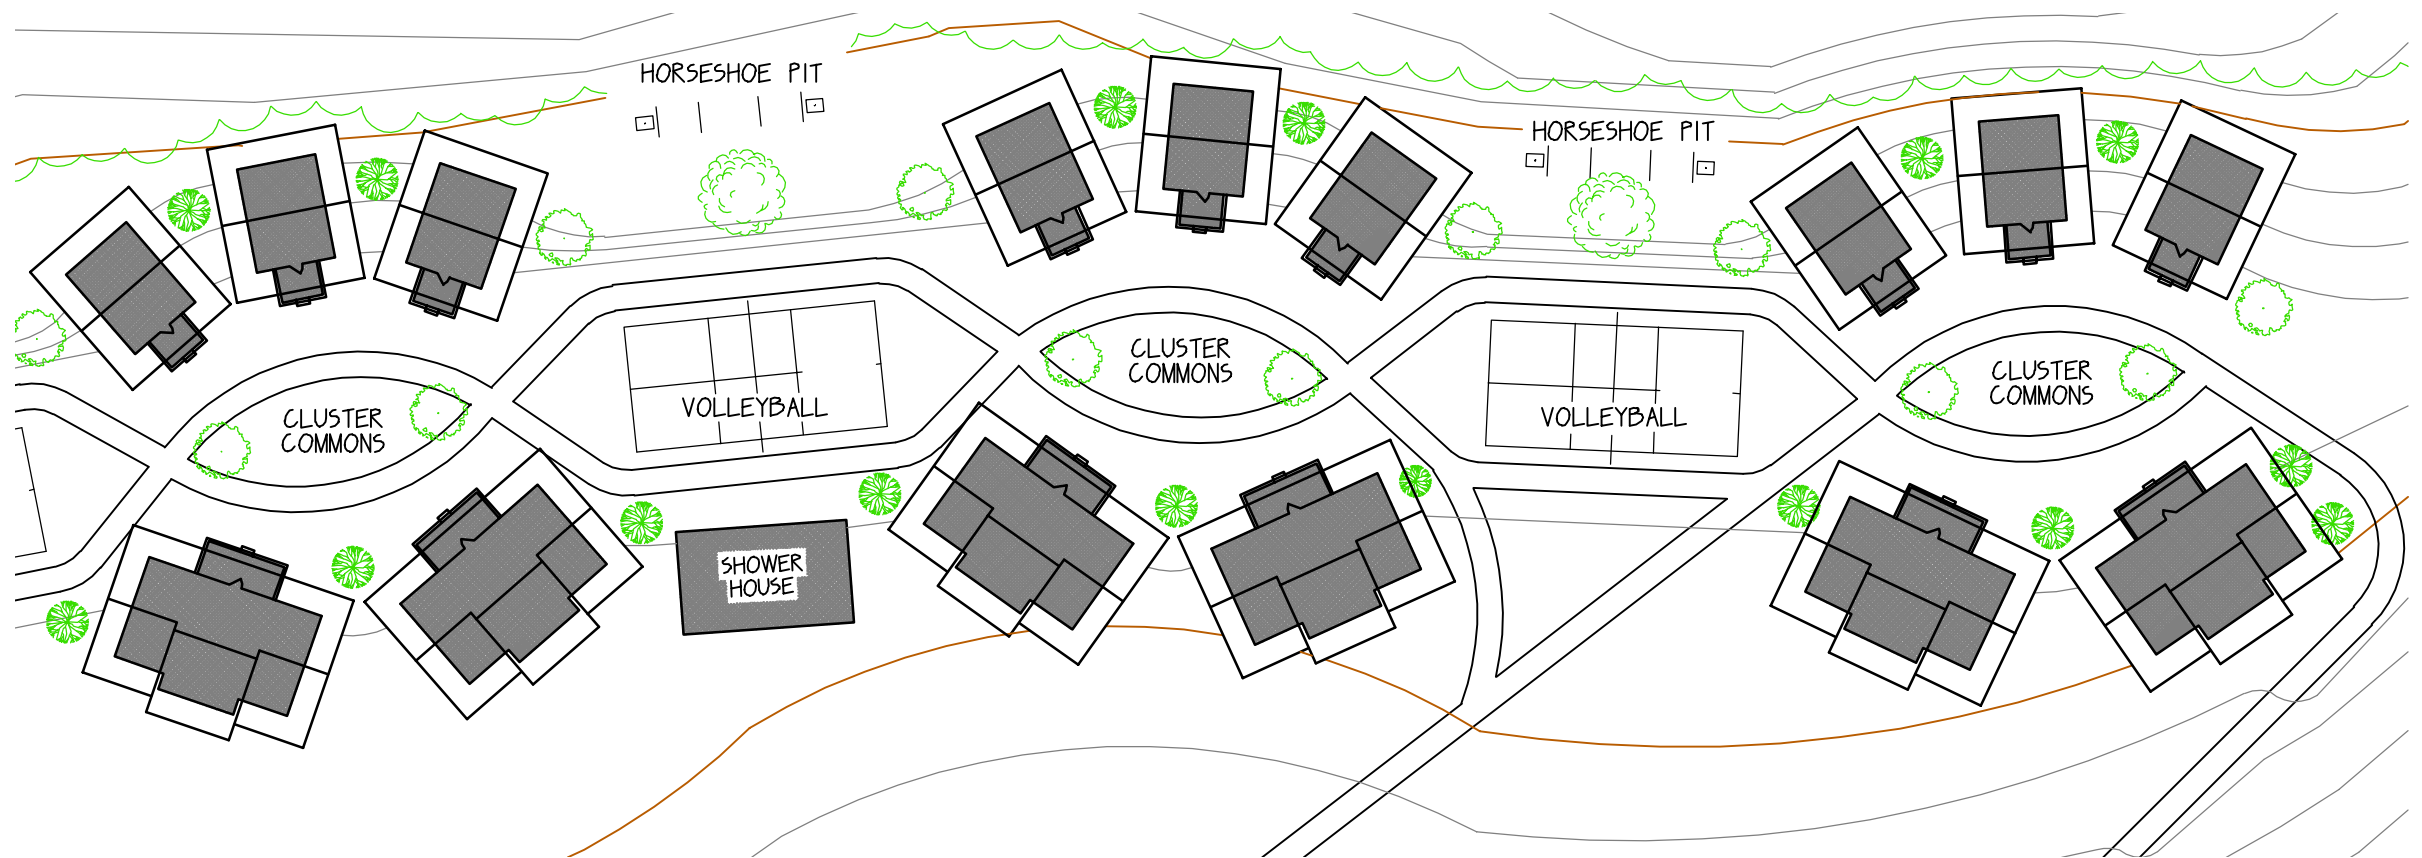 HORSESHOE PIT
HORSESHOE PIT
CLUSTER
COMMONS
VOLLEYBALL
CLUSTER
COMMONS
VOLLEYBALL
CLUSTER
COMMONS
SHOWER
HOUSE